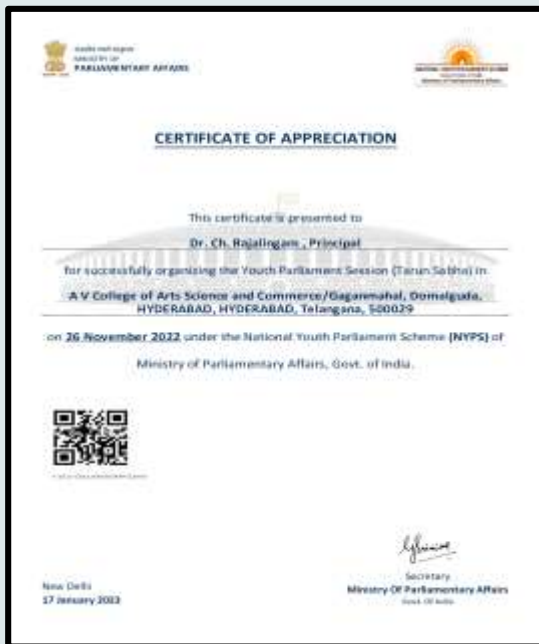 MINISTRY OF
PARLIAMENTARY AFFAIRS
CERTIFICATE OF APPRECIATION
This certificate is presented to
Dr. Ch. Rajalingam , Principal
for successfully organizing the Youth Parliament Session (Tarun Sabha) in
A V College of Arts Science and Commerce/Gaganmahal, Domalguda,
HYDERABAD, HYDERABAD, Telangana, 500029
on 26 November 2022 under the National Youth Parliament Scheme (NYPS) of
Ministry of Parliamentary Affairs, Govt. of India.
Secretary
Ministry Of Parliamentary Affairs
Govt. Of India
New Delhi
17 January 2023